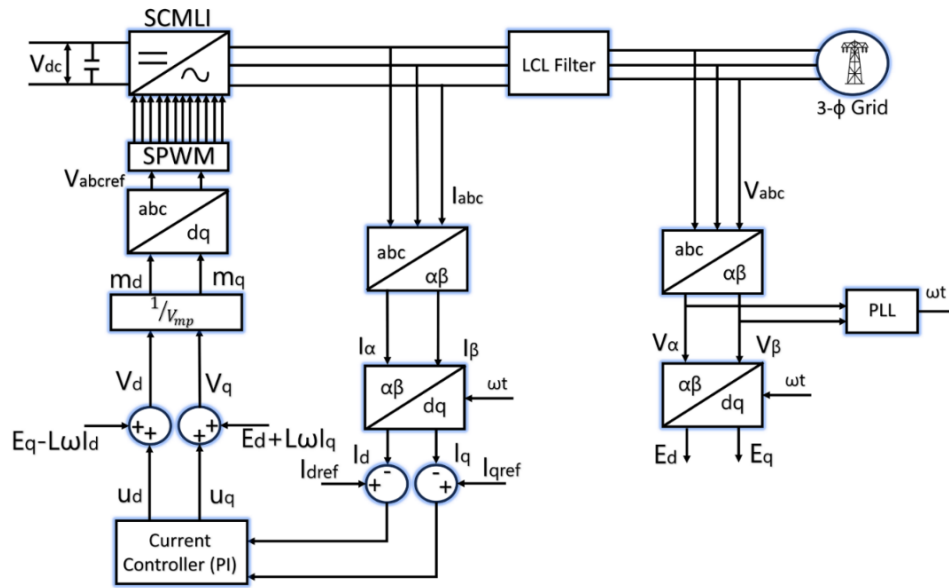 SCMLI
Vdc
LCL Filter
3-ϕ Grid
SPWM
Vabcref
Iabc
Vabc
abc
dq
abc
αβ
abc
αβ
md
mq
1/Vmp
PLL
ωt
Iα
Iβ
Vα
Vβ
Vd
Vq
αβ
dq
ωt
αβ
dq
ωt
Eq-LωId
+
+
+
+
Ed+LωIq
Ed
Eq
Id
Iq
Idref
+
-
-
+
Iqref
ud
uq
Current
Controller (PI)